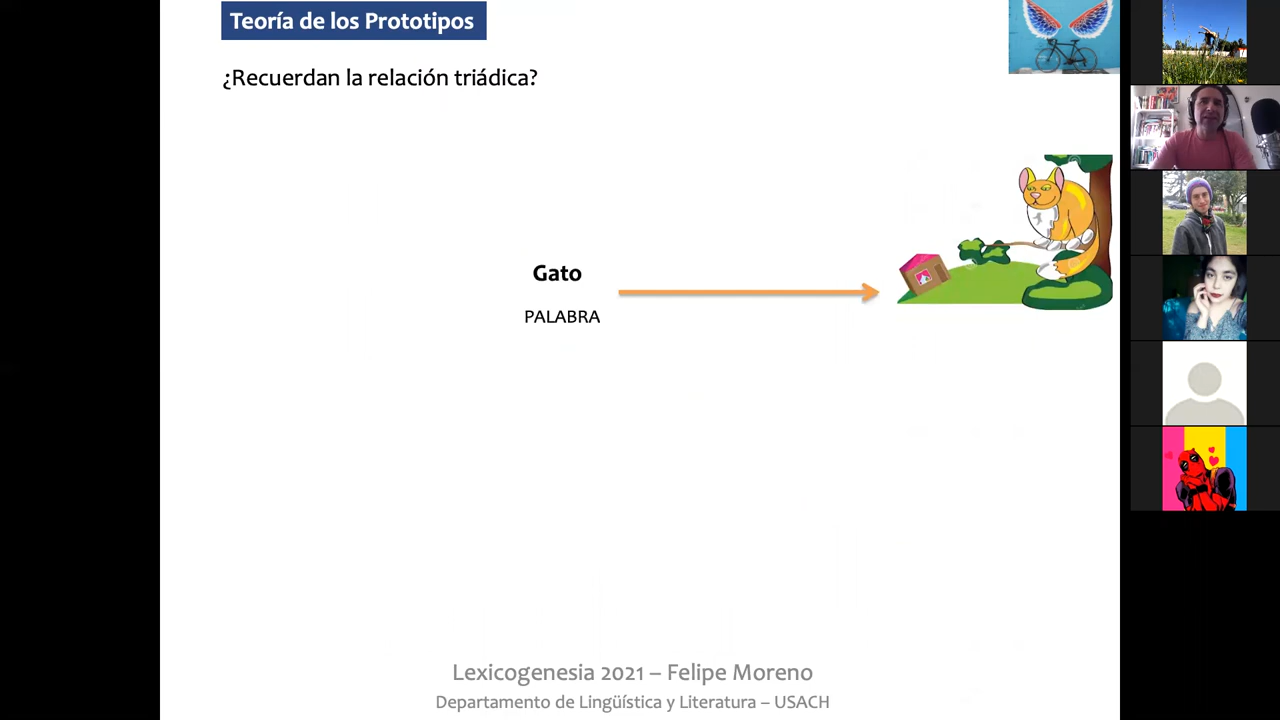 Teoría de los Prototipos
¿Recuerdan la relación triádica?
Gato
PALABRA
Lexicogenesia 2021 – Felipe Moreno
Departamento de Lingüística y Literatura – USACH